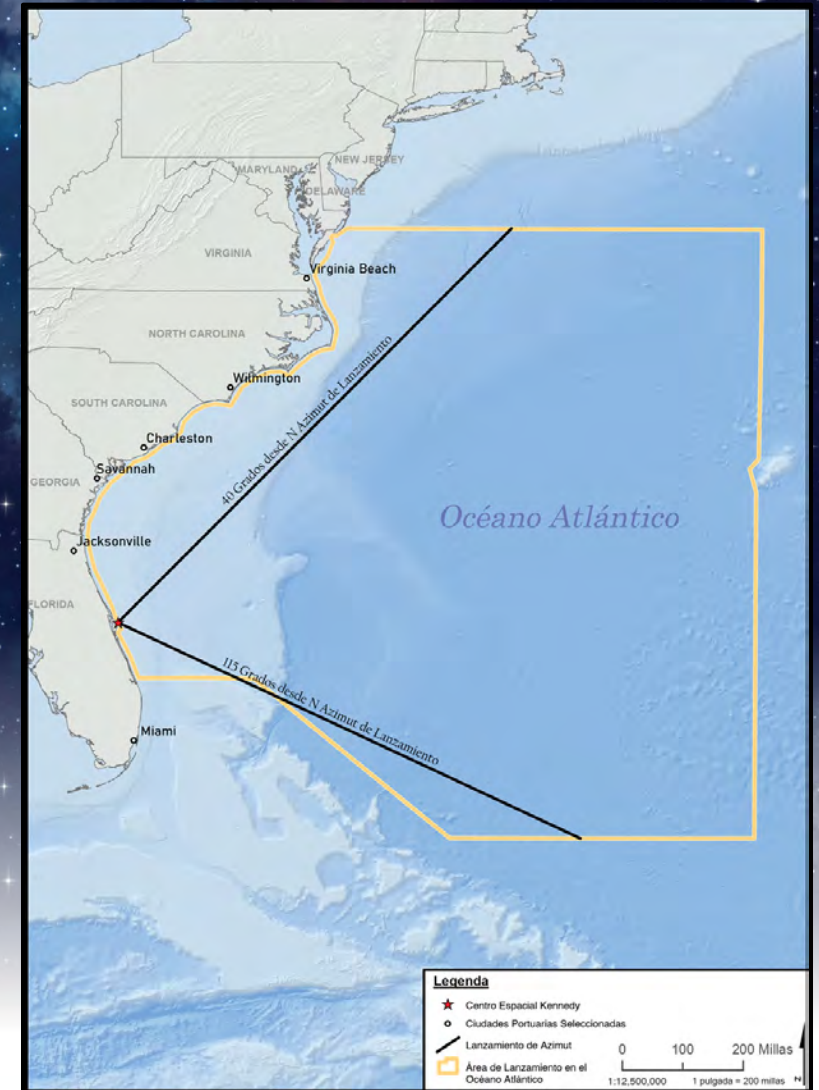 NEW JERSEY
MARYLAND
DELAWARE
VIRGINIA
Virginia Beach
NORTH CAROLINA
Wilmington
40 Grados desde N Azimut de Lanzamiento
SOUTH CAROLINA
Charleston
Savannah
GEORGIA
Océano Atlántico
Jacksonville
FLORIDA
115 Grados desde N Azimut de Lanzamiento
Miami
Legenda
Centro Espacial Kennedy
Ciudades Portuarias Seleccionadas
Lanzamiento de Azimut
Área de Lanzamiento en el
Océano Atlántico
0 100 200 Millas
1:12,500,000 1 pulgada = 200 millas N